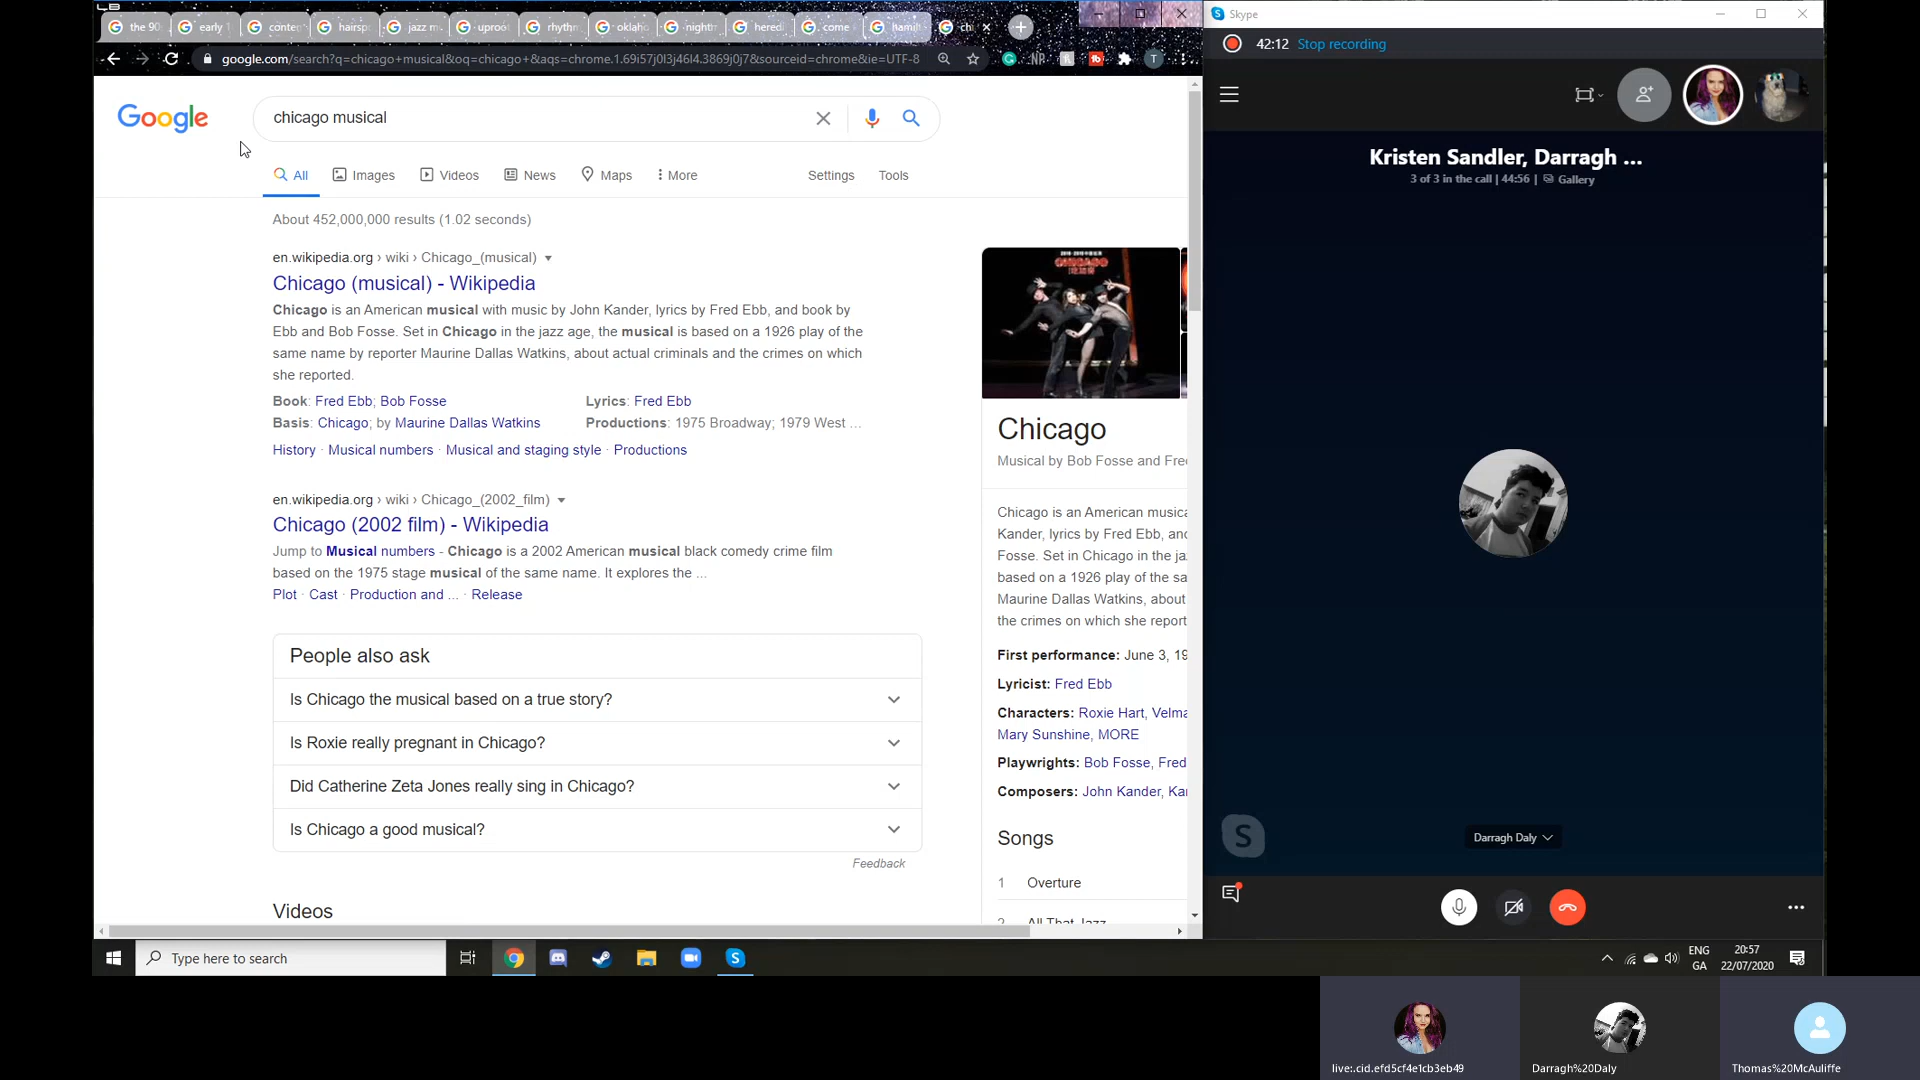 the 90
early 1
conte
hairsp
jazz m
uproo
rhythm
oklaho
nightm
hered
come
hamilt
ch
google.com/search?q=chicago+musical&oq=chicago+&aqs=chrome.1.69i57j0l3j46l4.3869j0j7&sourceid=chrome&ie=UTF-8
T
Google
chicago musical
All
Images
Videos
News
Maps
More
Settings
Tools
About 452,000,000 results (1.02 seconds)
en.wikipedia.org › wiki › Chicago_(musical)
Chicago (musical) - Wikipedia
Chicago is an American musical with music by John Kander, lyrics by Fred Ebb, and book by
Ebb and Bob Fosse. Set in Chicago in the jazz age, the musical is based on a 1926 play of the
same name by reporter Maurine Dallas Watkins, about actual criminals and the crimes on which
she reported.
Book: Fred Ebb; Bob Fosse
Lyrics: Fred Ebb
Basis: Chicago; by Maurine Dallas Watkins
Productions: 1975 Broadway; 1979 West ...
History · Musical numbers · Musical and staging style · Productions
en.wikipedia.org › wiki › Chicago_(2002_film)
Chicago (2002 film) - Wikipedia
Jump to Musical numbers - Chicago is a 2002 American musical black comedy crime film
based on the 1975 stage musical of the same name. It explores the ...
Plot · Cast · Production and ... · Release
People also ask
Is Chicago the musical based on a true story?
Is Roxie really pregnant in Chicago?
Did Catherine Zeta Jones really sing in Chicago?
Is Chicago a good musical?
Feedback
Videos
CHICAGO
Chicago
Musical by Bob Fosse and Fre
Chicago is an American musica
Kander, lyrics by Fred Ebb, and
Fosse. Set in Chicago in the ja
based on a 1926 play of the sa
Maurine Dallas Watkins, about
the crimes on which she report
First performance: June 3, 19
Lyricist: Fred Ebb
Characters: Roxie Hart, Velma
Mary Sunshine, MORE
Playwrights: Bob Fosse, Fred
Composers: John Kander, Kar
Songs
1 Overture
2 All That Jazz
Skype
42:12 Stop recording
Kristen Sandler, Darragh ...
3 of 3 in the call | 44:56 | Gallery
S
Darragh Daly
Type here to search
S
ENG
GA
20:57
22/07/2020
live:.cid.efd5cf4e1cb3eb49
Darragh%20Daly
Thomas%20McAuliffe